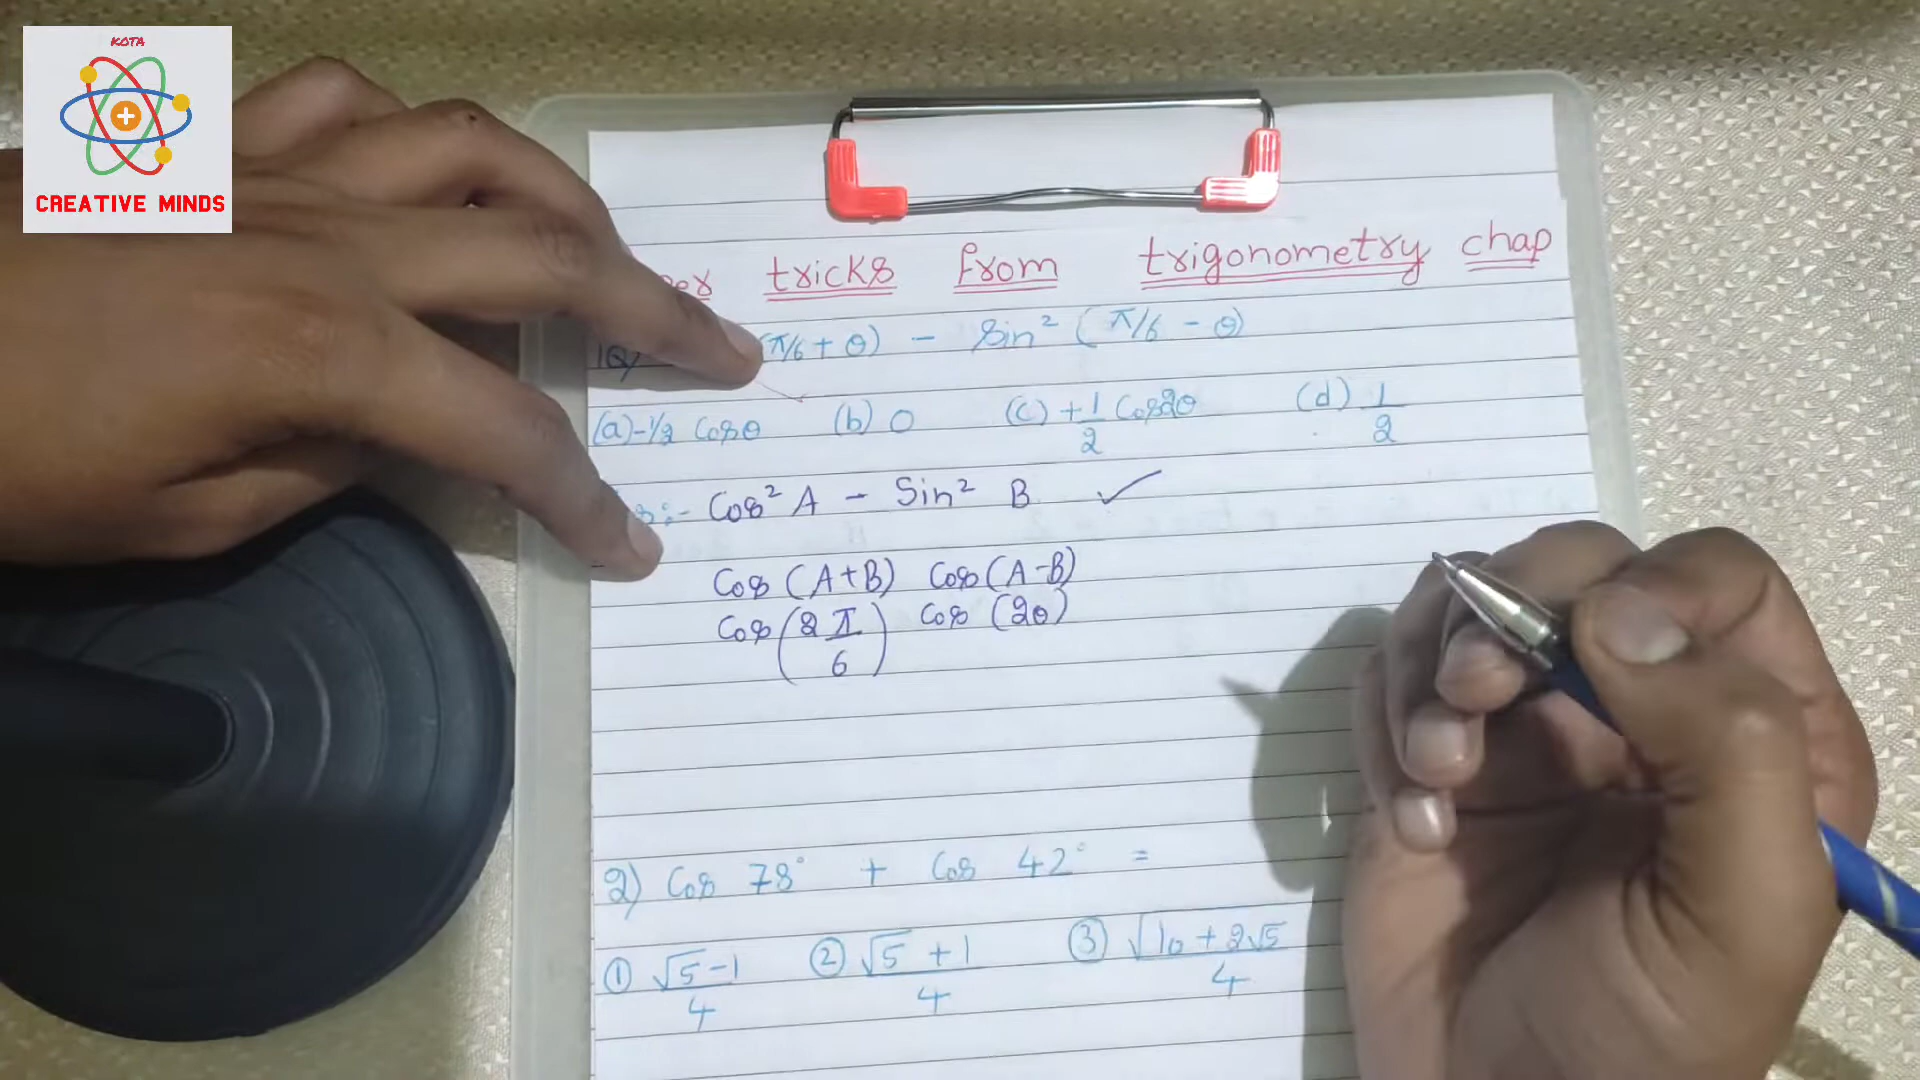 KOTA
CREATIVE MINDS
tricks from trigonometry chap
1Q) (π/6 + θ) - Sin² (π/6 - θ)
(a) -1/2 Cosθ (b) 0 (c) +1/2 Cos2θ (d) 1/2
s:- Cos² A - Sin² B ✓
Cos (A+B) Cos (A-B)
Cos (2π/6) Cos (2θ)
2) Cos 78° + Cos 42° =
① √5-1/4 ② √5+1/4 ③ √10+2√5/4